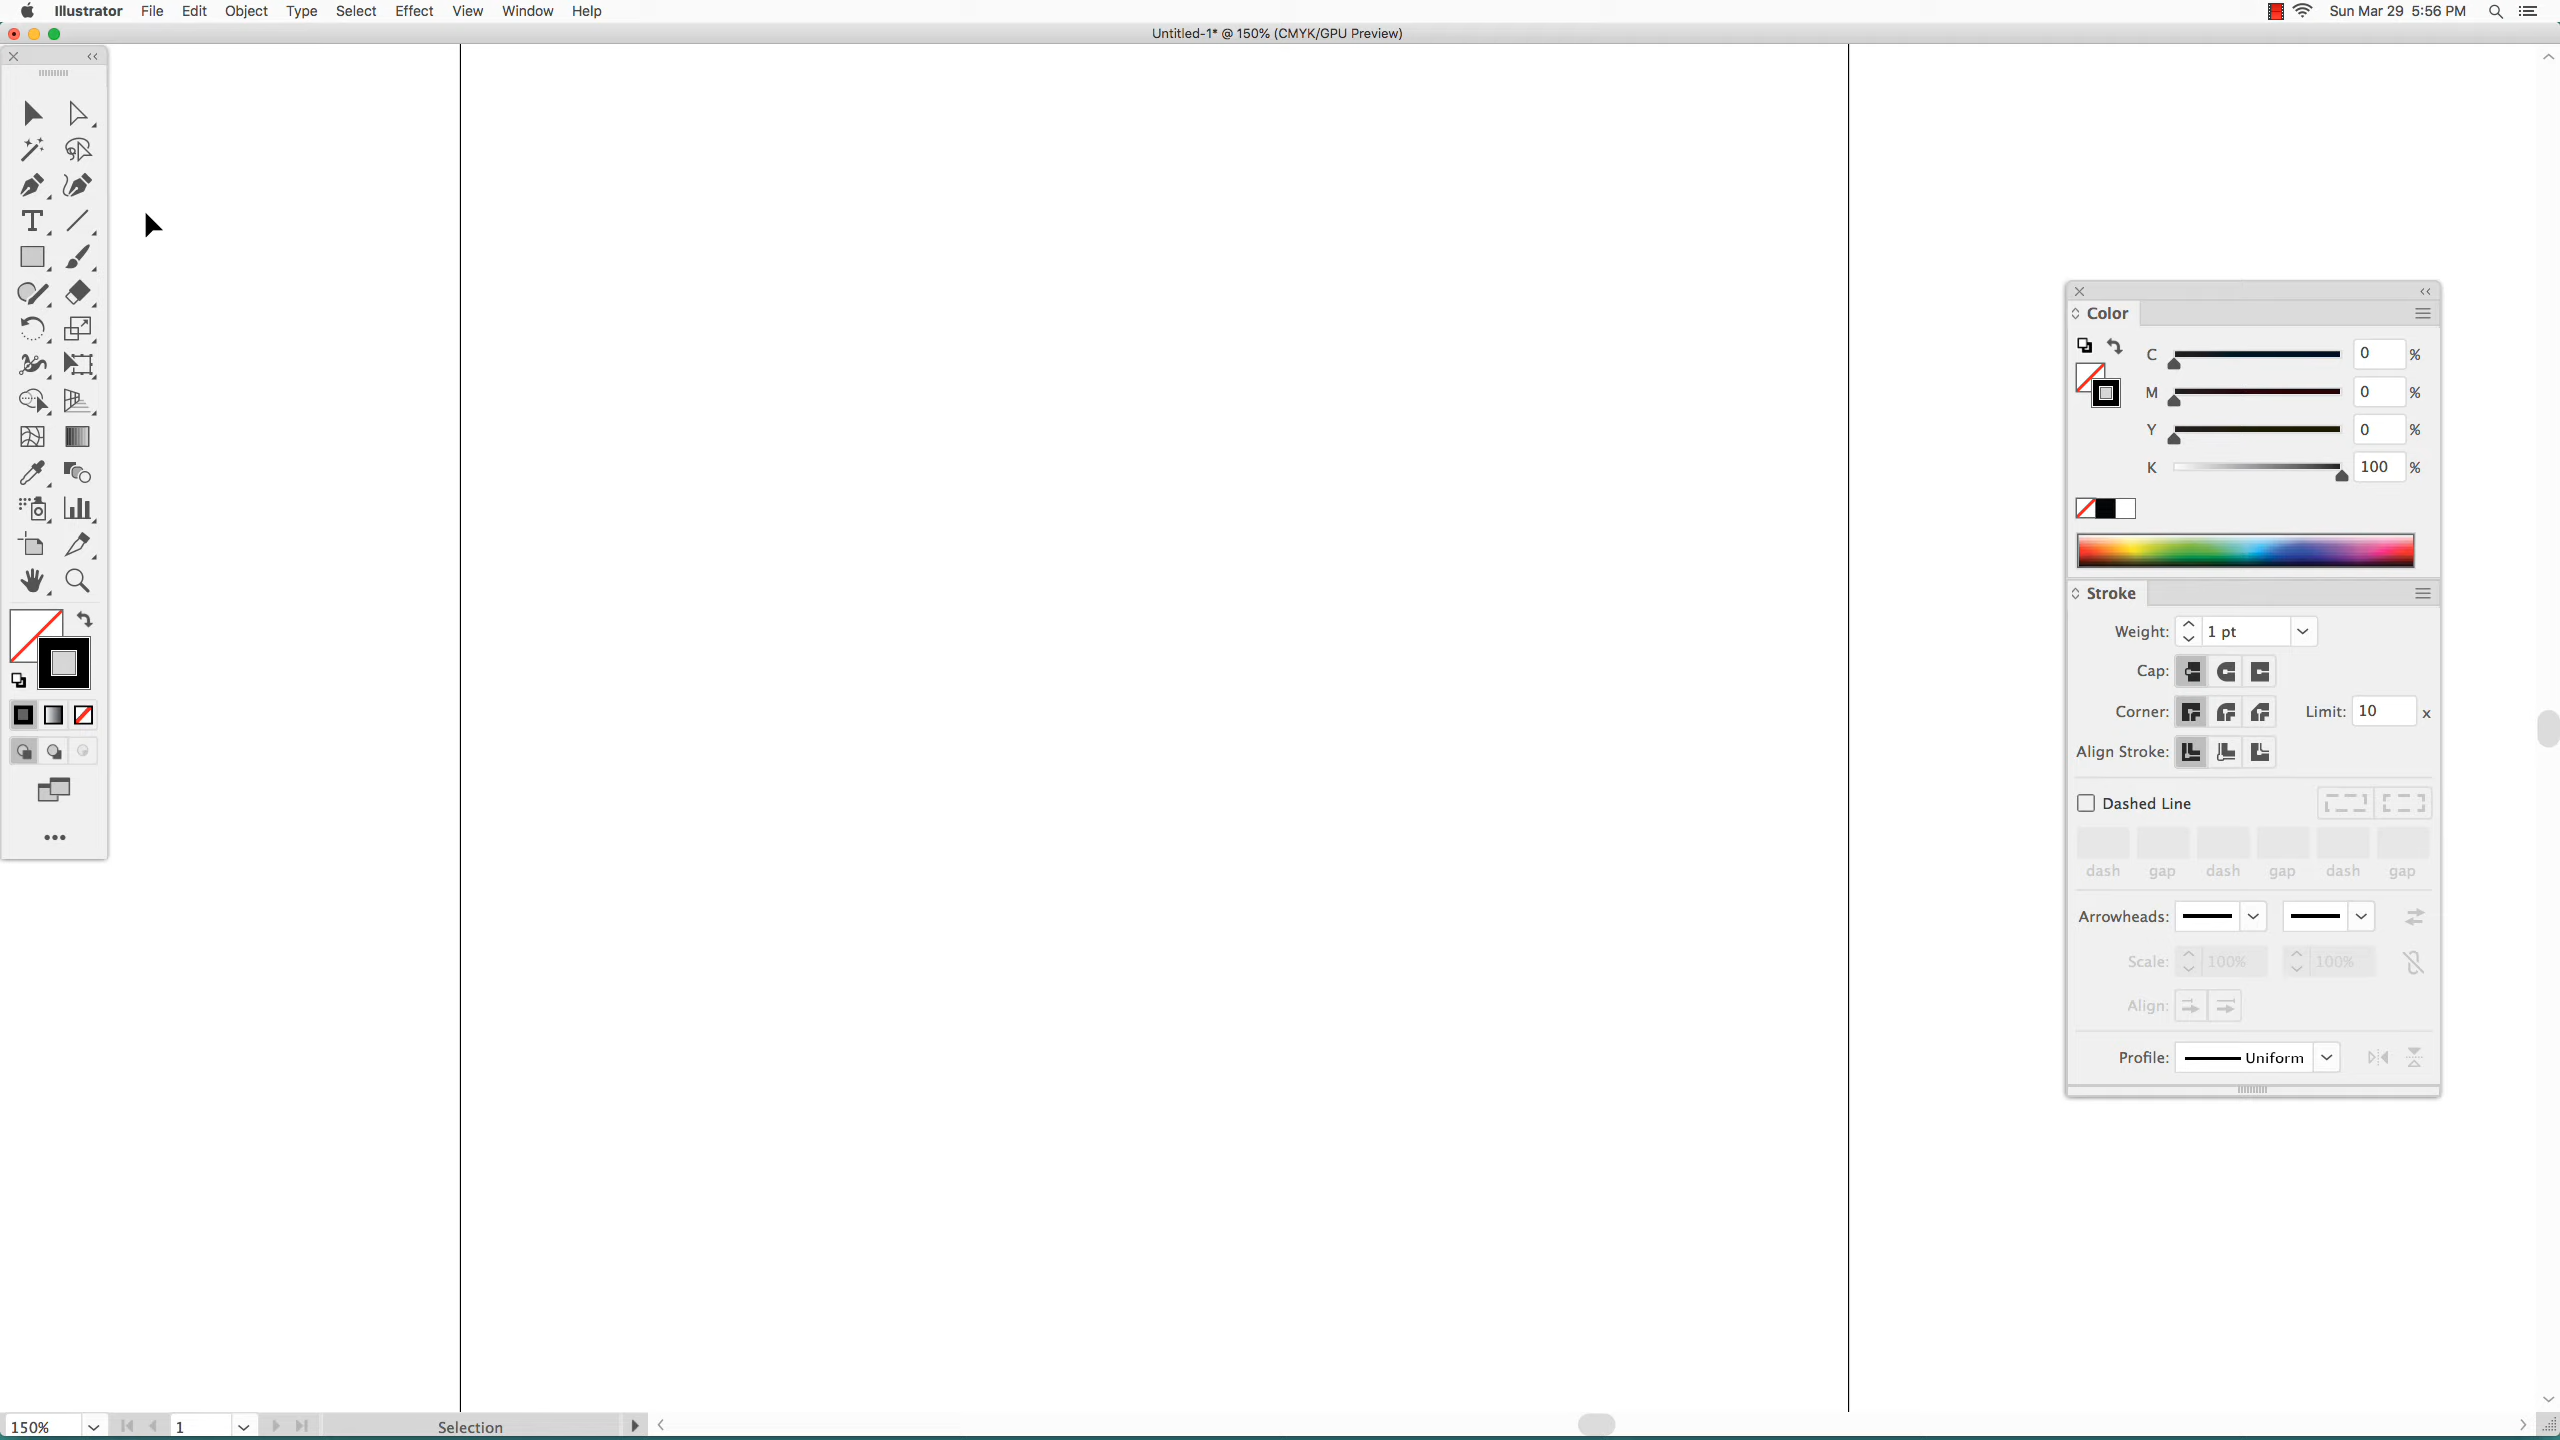 Illustrator File Edit Object Type Select Effect View Window Help Sun Mar 29 5:56 PM
Untitled-1* @ 150% (CMYK/GPU Preview)
Color
C 0 %
M 0 %
Y 0 %
K 100 %
Stroke
Weight: 1 pt
Cap:
Corner: Limit: 10 x
Align Stroke:
Dashed Line
dash gap dash gap dash gap
Arrowheads:
Scale: 100% 100%
Align:
Profile: Uniform
150% 1 Selection